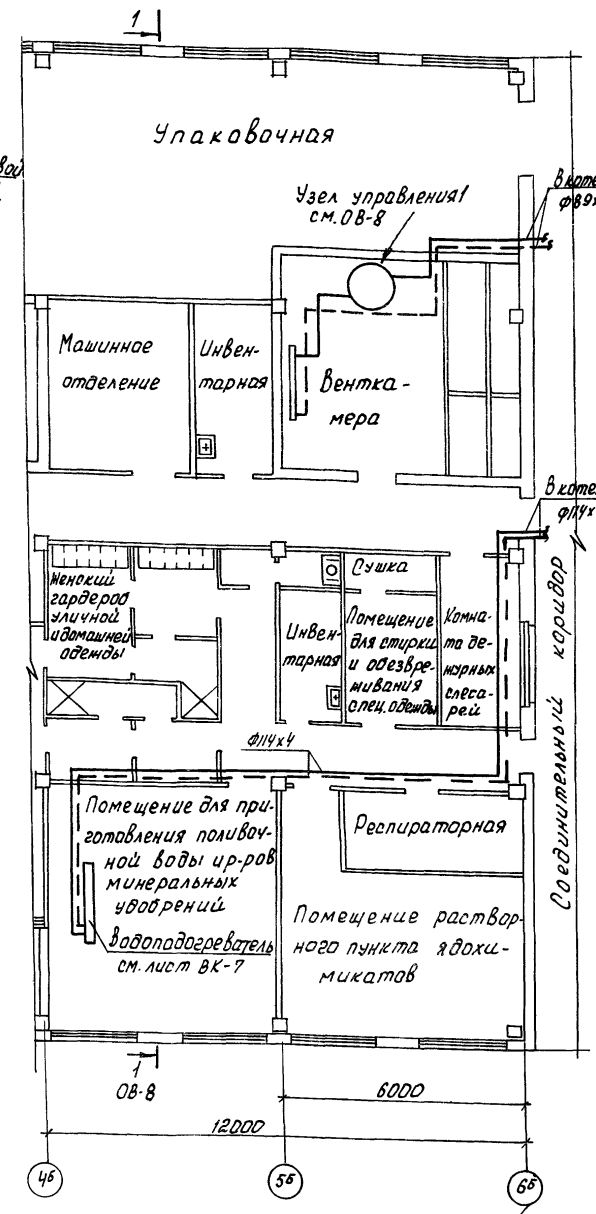 1
Упаковочная
вой
Узел управления1
см. ОВ-8
В коте
ф89х
Машинное
отделение
Инвен-
тарная
Вентка-
мера
В коте
ф114х
Женский
гардероб
уличной
и домашней
одежды
Сушка
Инвен-
тарная
Помещение
для стирки
и обезвре-
живания
спец. одежды
Комна-
та де-
журных
слеса-
рей
Соединительный коридор
ф114х4
Помещение для при-
готовления поливоч-
ной воды и р-ров
минеральных
удобрений
Водоподогреватель
см. лист ВК-7
Респираторная
Помещение раствор-
ного пункта ядохи-
микатов
1
ОВ-8
6000
12000
4Б
5Б
6Б